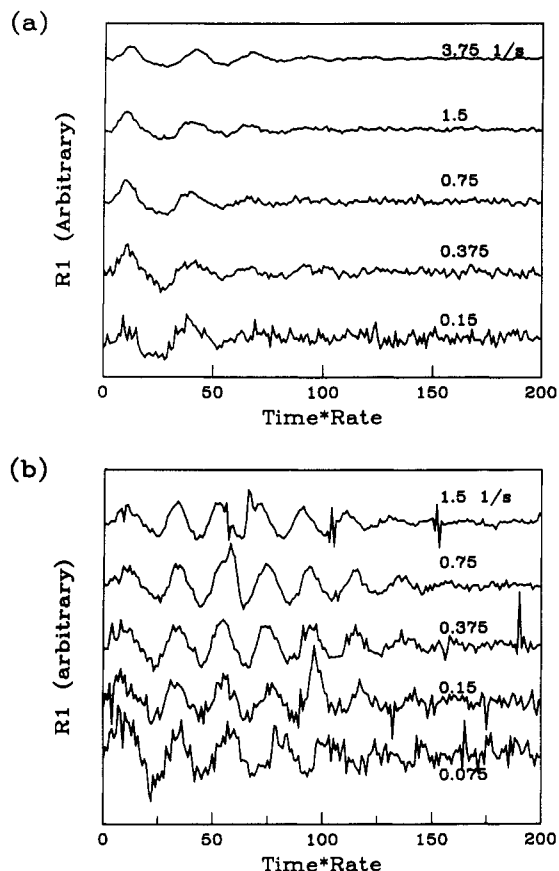 (a)
R1 (Arbitrary)
3.75 1/s
1.5
0.75
0.375
0.15
0 50 100 150 200
Time*Rate
(b)
R1 (arbitrary)
1.5 1/s
0.75
0.375
0.15
0.075
0 50 100 150 200
Time*Rate